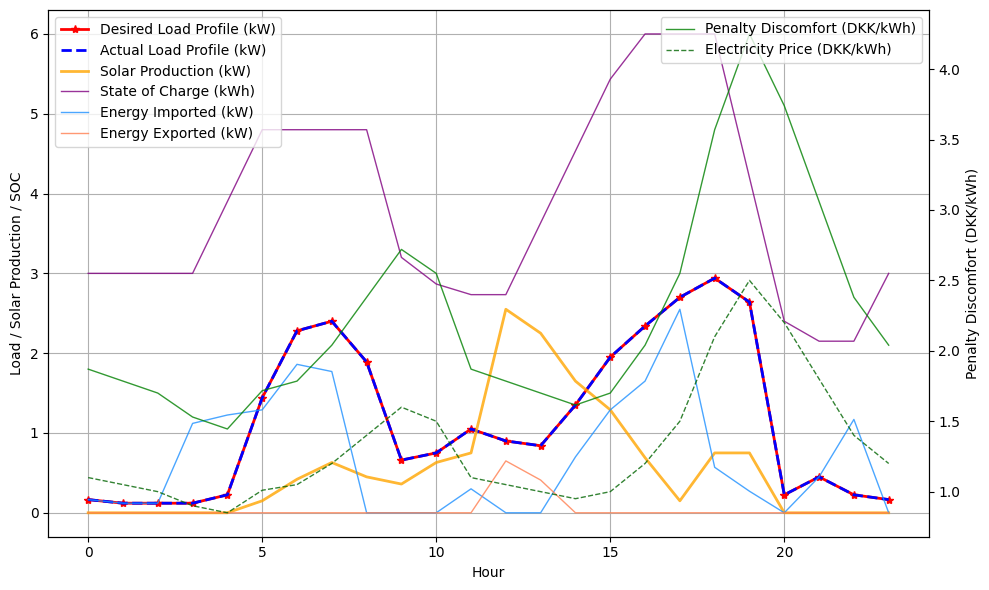 Desired Load Profile (kW)
Actual Load Profile (kW)
Solar Production (kW)
State of Charge (kWh)
Energy Imported (kW)
Energy Exported (kW)
Penalty Discomfort (DKK/kWh)
Electricity Price (DKK/kWh)
Load / Solar Production / SOC
6
5
4
3
2
1
0
4.0
3.5
3.0
2.5
2.0
1.5
1.0
Penalty Discomfort (DKK/kWh)
0 5 10 15 20
Hour